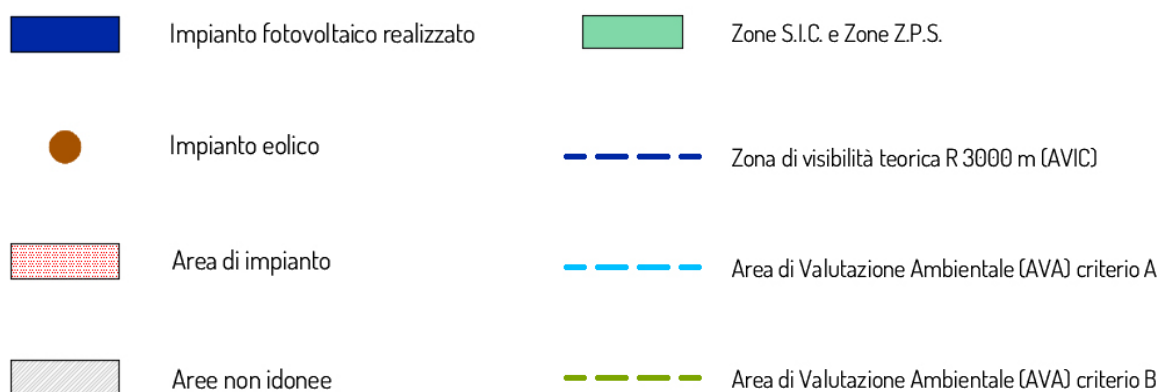 Impianto fotovoltaico realizzato
Zone S.I.C. e Zone Z.P.S.
Impianto eolico
Zona di visibilità teorica R 3000 m (AVIC)
Area di impianto
Area di Valutazione Ambientale (AVA) criterio A
Aree non idonee
Area di Valutazione Ambientale (AVA) criterio B